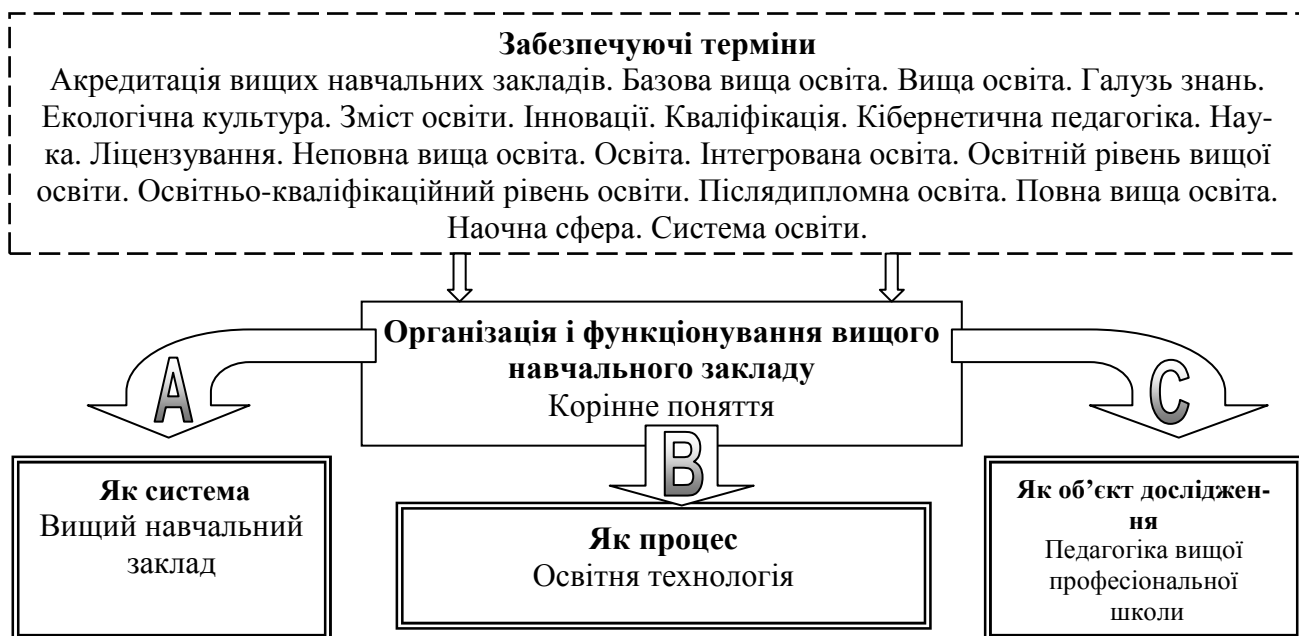 Забезпечуючі терміни
Акредитація вищих навчальних закладів. Базова вища освіта. Вища освіта. Галузь знань.
Екологічна культура. Зміст освіти. Інновації. Кваліфікація. Кібернетична педагогіка. Нау-
ка. Ліцензування. Неповна вища освіта. Освіта. Інтегрована освіта. Освітній рівень вищої
освіти. Освітньо-кваліфікаційний рівень освіти. Післядипломна освіта. Повна вища освіта.
Наочна сфера. Система освіти.
Організація і функціонування вищого
навчального закладу
Корінне поняття
A
B
C
Як система
Вищий навчальний
заклад
Як процес
Освітня технологія
Як об’єкт досліджен-
ня
Педагогіка вищої
професіональної
школи